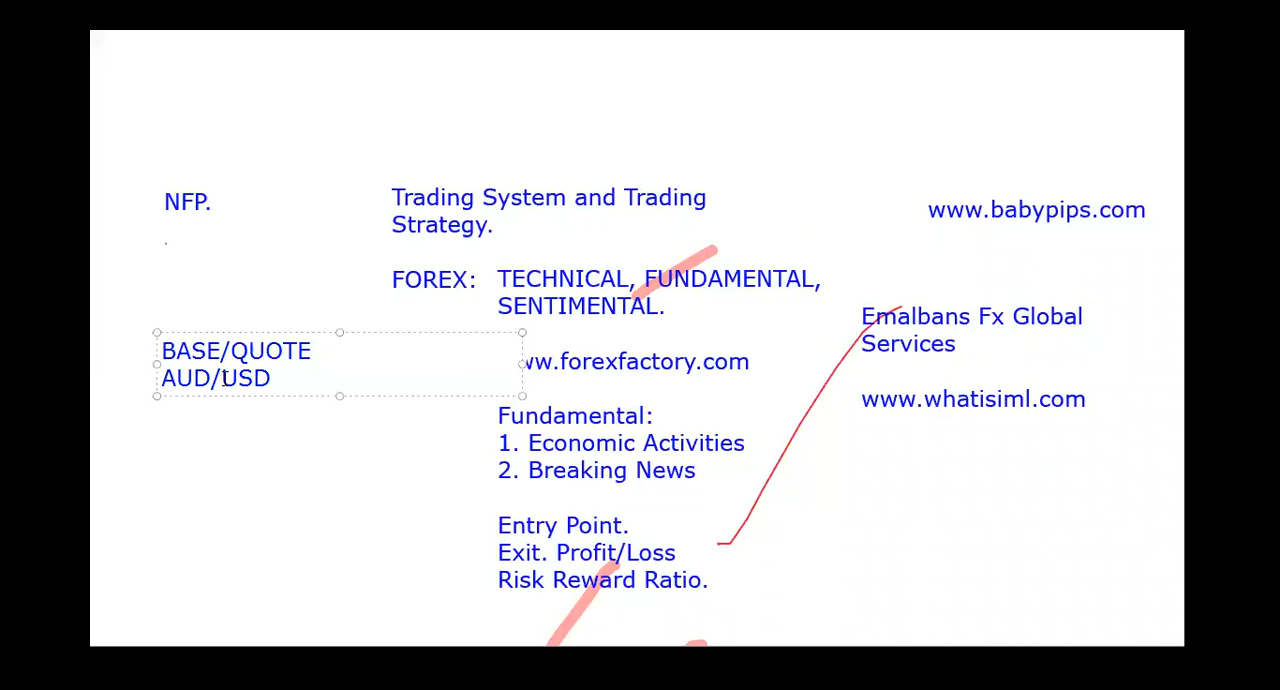 NFP.
.
Trading System and Trading
Strategy.
FOREX: TECHNICAL, FUNDAMENTAL,
SENTIMENTAL.
BASE/QUOTE
AUD/USD
ww.forexfactory.com
Fundamental:
1. Economic Activities
2. Breaking News
Entry Point.
Exit. Profit/Loss
Risk Reward Ratio.
www.babypips.com
Emalbans Fx Global
Services
www.whatisiml.com